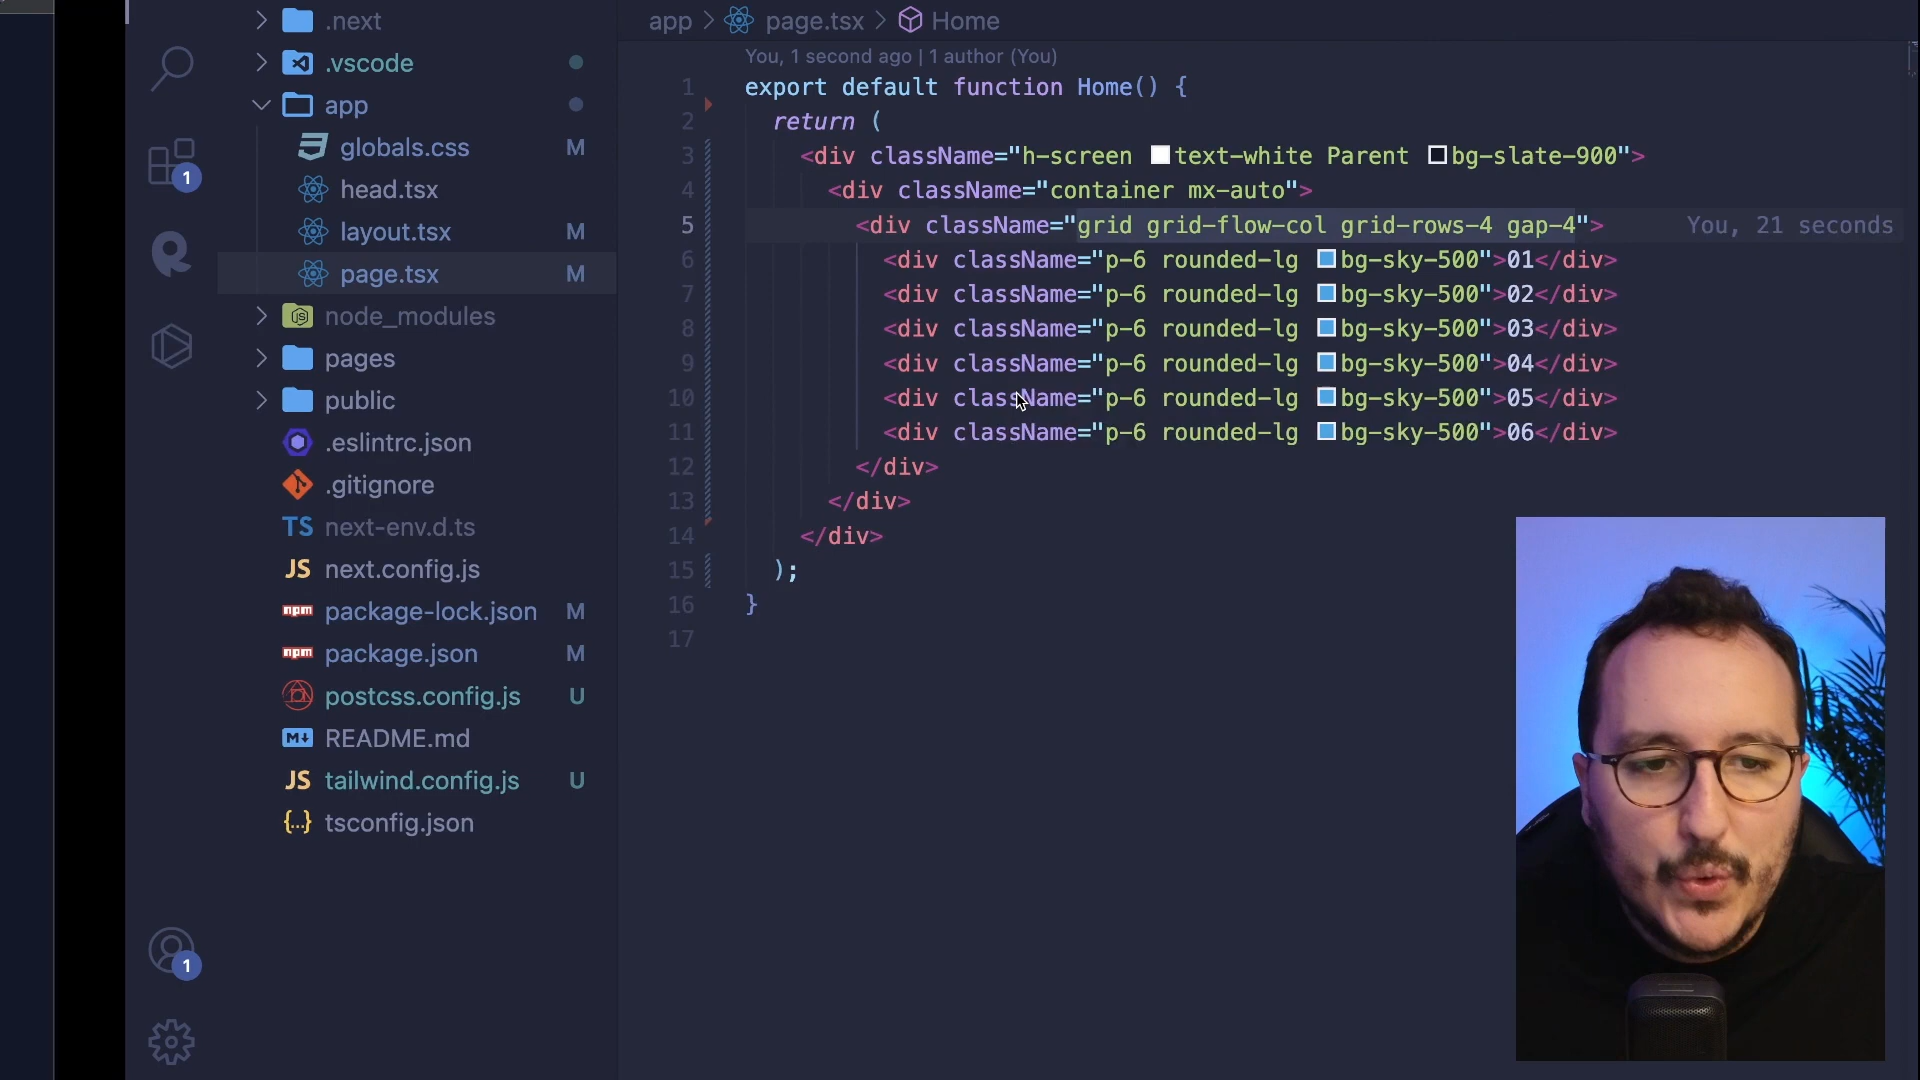 .next
.vscode
app
globals.css M
head.tsx
layout.tsx M
page.tsx M
node_modules
pages
public
.eslintrc.json
.gitignore
TS next-env.d.ts
JS next.config.js
npm package-lock.json M
npm package.json M
postcss.config.js U
M↓ README.md
JS tailwind.config.js U
{...} tsconfig.json
1
1
app > page.tsx > Home
You, 1 second ago | 1 author (You)
1 export default function Home() {
2 return (
3 <div className="h-screen text-white Parent bg-slate-900">
4 <div className="container mx-auto">
5 <div className="grid grid-flow-col grid-rows-4 gap-4"> You, 21 seconds
6 <div className="p-6 rounded-lg bg-sky-500">01</div>
7 <div className="p-6 rounded-lg bg-sky-500">02</div>
8 <div className="p-6 rounded-lg bg-sky-500">03</div>
9 <div className="p-6 rounded-lg bg-sky-500">04</div>
10 <div className="p-6 rounded-lg bg-sky-500">05</div>
11 <div className="p-6 rounded-lg bg-sky-500">06</div>
12 </div>
13 </div>
14 </div>
15 );
16 }
17